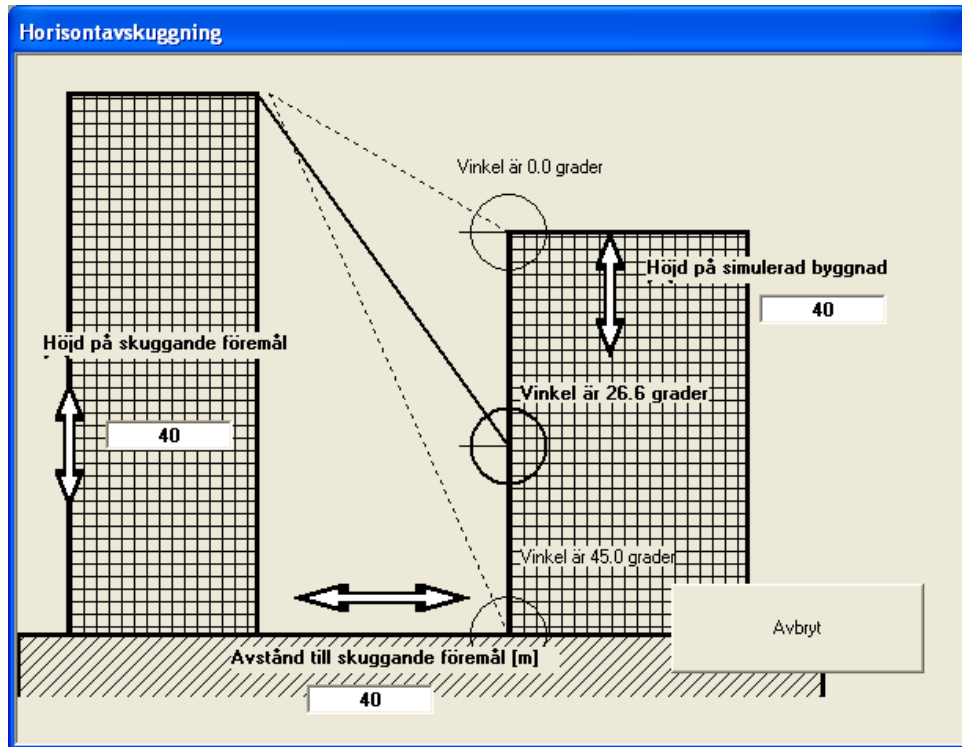 Horisontavskuggning
Vinkel är 0.0 grader
Höjd på simulerad byggnad
40
Höjd på skuggande föremål
Vinkel är 26.6 grader
40
Vinkel är 45.0 grader
Avbryt
Avstånd till skuggande föremål [m]
40